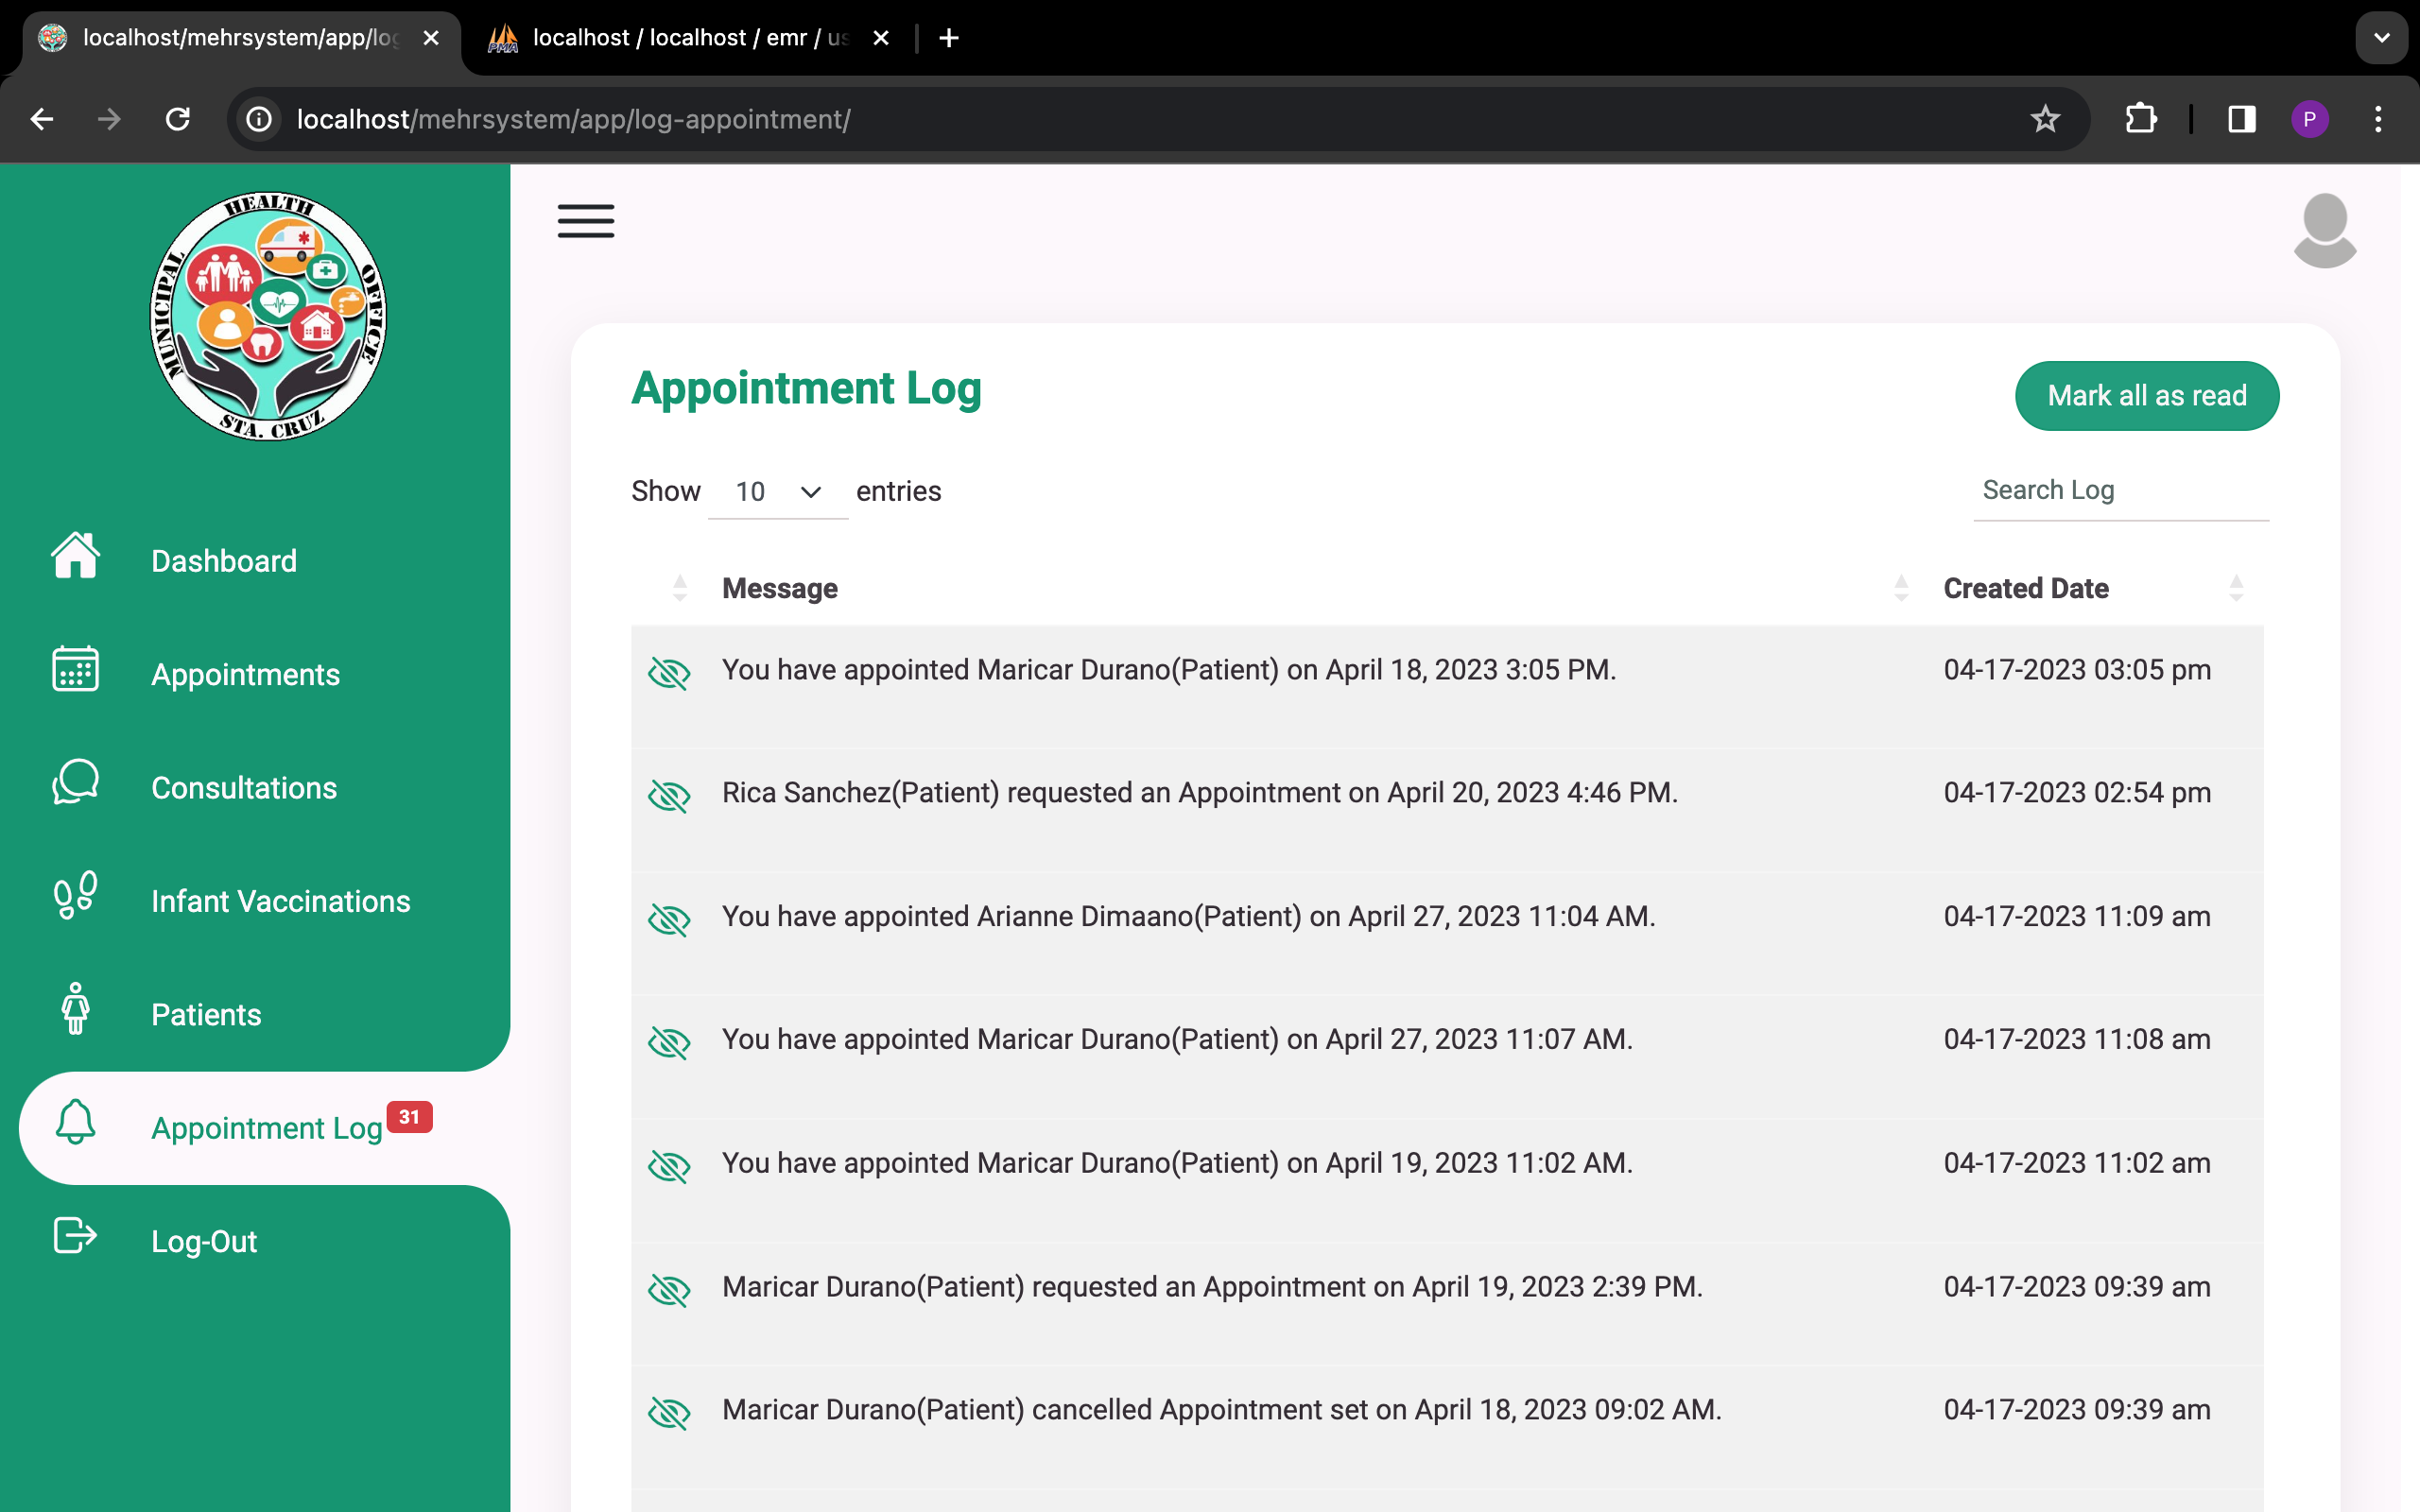 localhost/mehrsystem/app/log
localhost / localhost / emr / us
PMA
localhost/mehrsystem/app/log-appointment/
P
MUNICIPAL HEALTH OFFICE
STA. CRUZ
Dashboard
Appointments
Consultations
Infant Vaccinations
Patients
Appointment Log 31
Log-Out
Appointment Log
Mark all as read
Show 10 entries
Search Log
Message Created Date
You have appointed Maricar Durano(Patient) on April 18, 2023 3:05 PM. 04-17-2023 03:05 pm
Rica Sanchez(Patient) requested an Appointment on April 20, 2023 4:46 PM. 04-17-2023 02:54 pm
You have appointed Arianne Dimaano(Patient) on April 27, 2023 11:04 AM. 04-17-2023 11:09 am
You have appointed Maricar Durano(Patient) on April 27, 2023 11:07 AM. 04-17-2023 11:08 am
You have appointed Maricar Durano(Patient) on April 19, 2023 11:02 AM. 04-17-2023 11:02 am
Maricar Durano(Patient) requested an Appointment on April 19, 2023 2:39 PM. 04-17-2023 09:39 am
Maricar Durano(Patient) cancelled Appointment set on April 18, 2023 09:02 AM. 04-17-2023 09:39 am